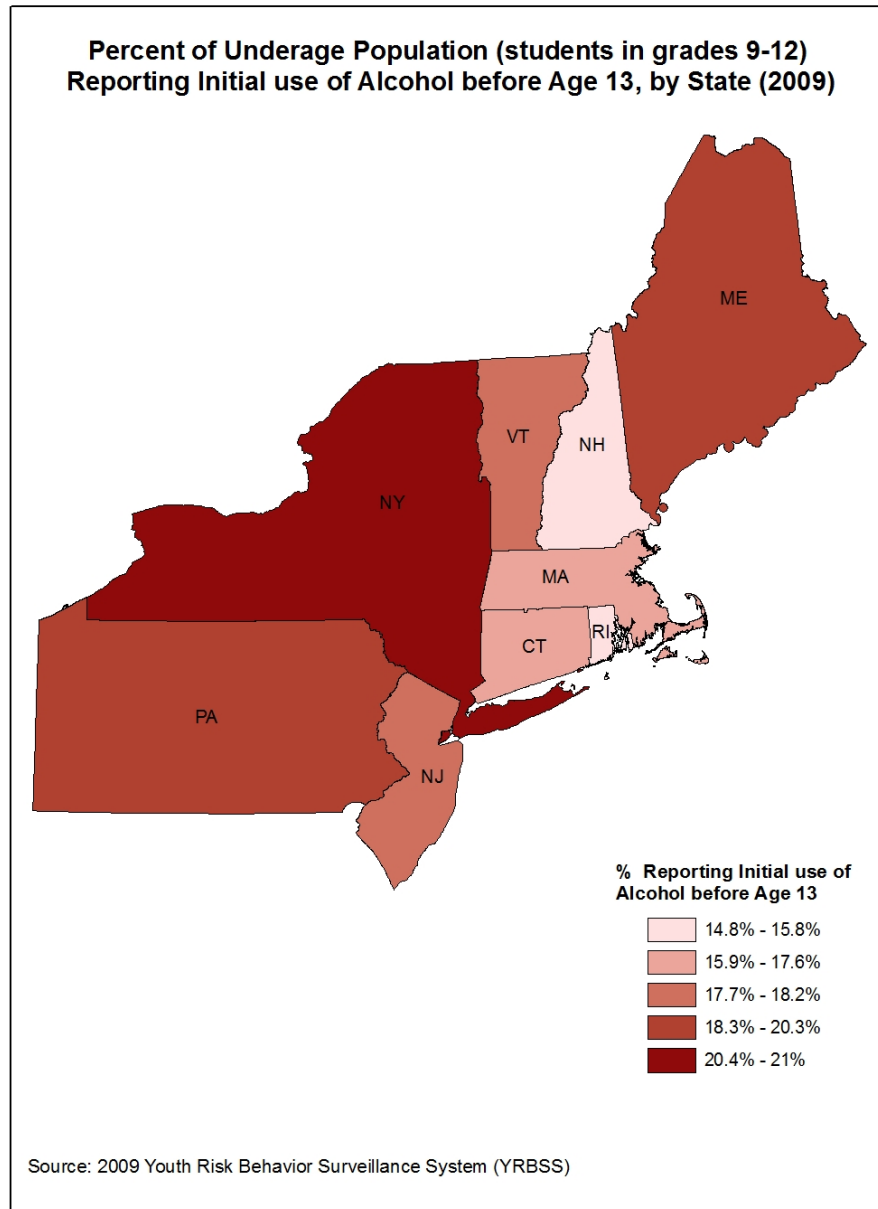 Percent of Underage Population (students in grades 9-12)
Reporting Initial use of Alcohol before Age 13, by State (2009)
ME
VT
NH
NY
MA
CT
RI
PA
NJ
% Reporting Initial use of
Alcohol before Age 13
14.8% - 15.8%
15.9% - 17.6%
17.7% - 18.2%
18.3% - 20.3%
20.4% - 21%
Source: 2009 Youth Risk Behavior Surveillance System (YRBSS)